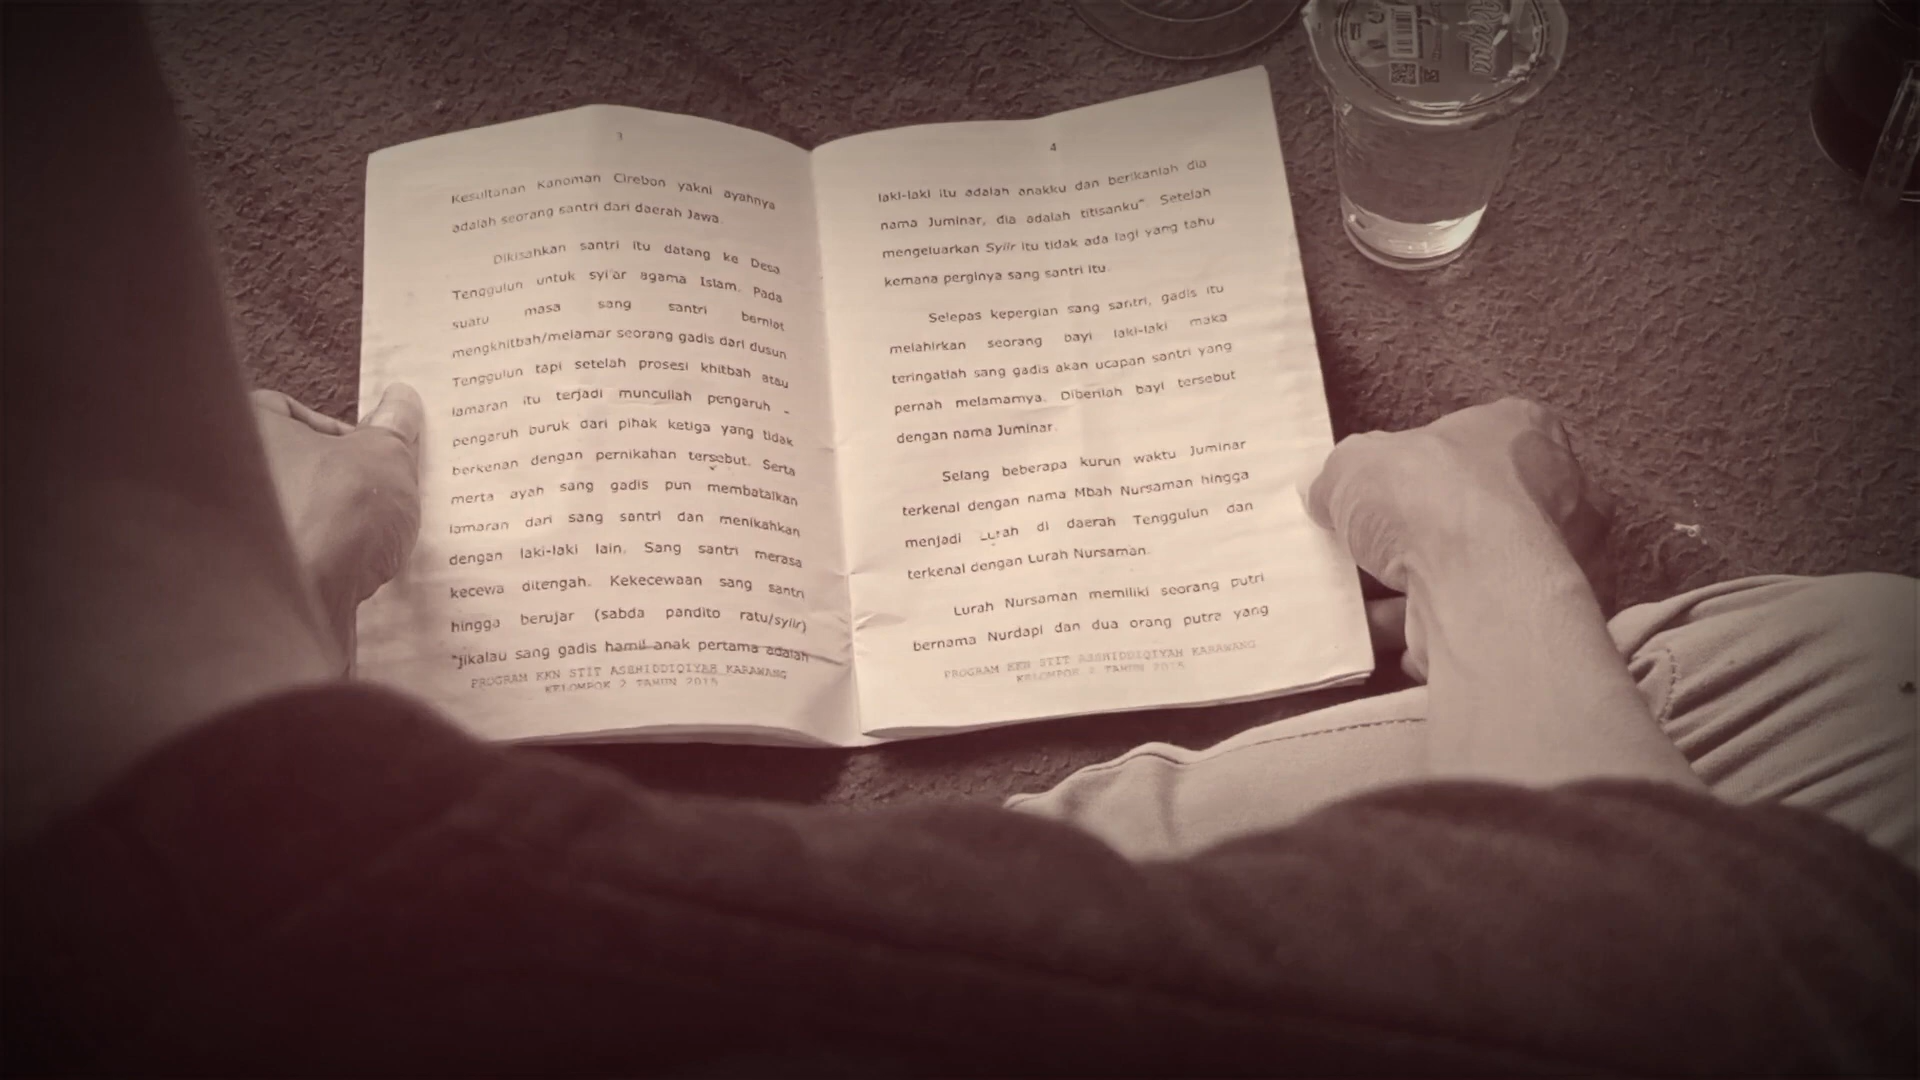 3
Kesultanan Kanoman Cirebon yakni ayahnya
adalah seorang santri dari daerah Jawa.
Dikisahkan santri itu datang ke Desa
Tenggulun untuk syi'ar agama Islam. Pada
suatu masa sang santri berniat
mengkhitbah/melamar seorang gadis dari dusun
Tenggulun tapi setelah prosesi khitbah atau
lamaran itu terjadi muncullah pengaruh -
pengaruh buruk dari pihak ketiga yang tidak
berkenan dengan pernikahan tersebut. Serta
merta ayah sang gadis pun membatalkan
lamaran dari sang santri dan menikahkan
dengan laki-laki lain. Sang santri merasa
kecewa ditengah. Kekecewaan sang santri
hingga berujar (sabda pandito ratu/syiir)
"jikalau sang gadis hamil anak pertama adalah
PROGRAM KKN STIT ASSHIDDIQIYAH KARAWANG
KELOMPOK 2 TAHUN 2015
4
laki-laki itu adalah anakku dan berikanlah dia
nama Juminar, dia adalah titisanku". Setelah
mengeluarkan Syiir itu tidak ada lagi yang tahu
kemana perginya sang santri itu.
Selepas kepergian sang santri, gadis itu
melahirkan seorang bayi laki-laki maka
teringatlah sang gadis akan ucapan santri yang
pernah melamarnya. Diberilah bayi tersebut
dengan nama Juminar.
Selang beberapa kurun waktu Juminar
terkenal dengan nama Mbah Nursaman hingga
menjadi Lurah di daerah Tenggulun dan
terkenal dengan Lurah Nursaman.
Lurah Nursaman memiliki seorang putri
bernama Nurdapi dan dua orang putra yang
PROGRAM KKN STIT ASSHIDDIQIYAH KARAWANG
KELOMPOK 2 TAHUN 2015